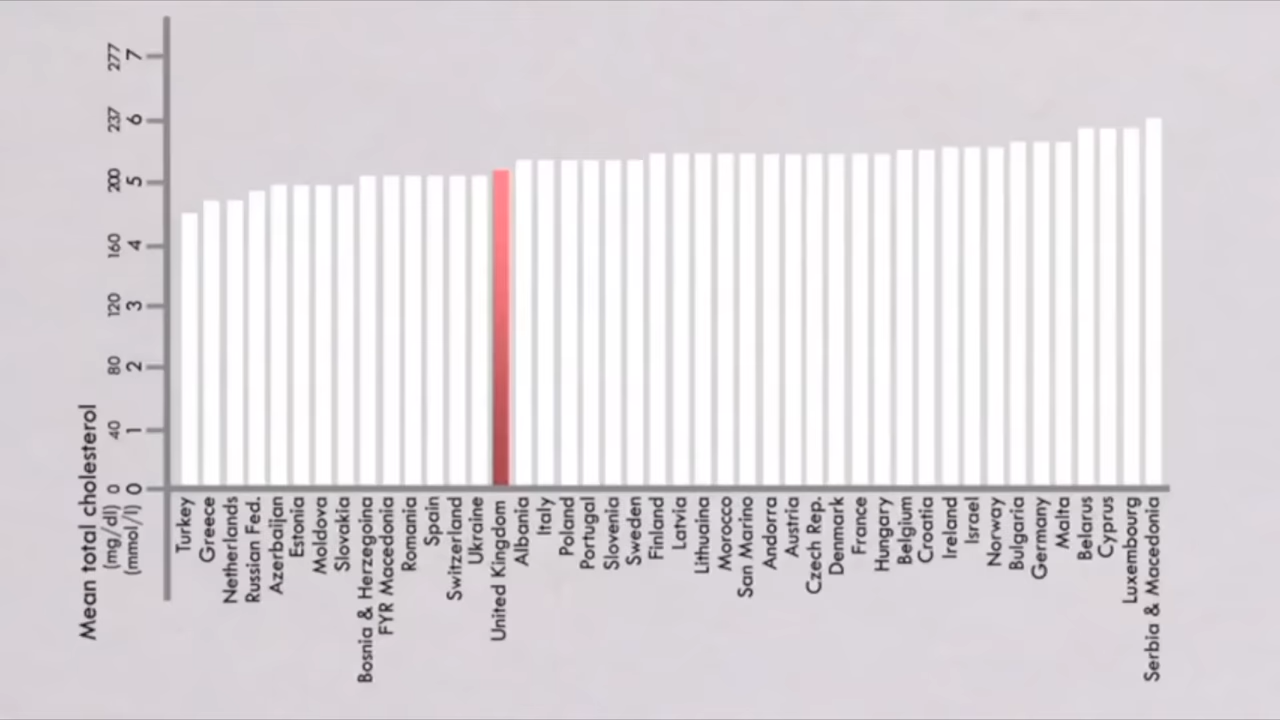 Mean total cholesterol
(mg/dl)
(mmol/l)
277
237
200
160
120
80
40
0
7
6
5
4
3
2
1
0
Turkey
Greece
Netherlands
Russian Fed.
Azerbaijan
Estonia
Moldova
Slovakia
Bosnia & Herzegoina
FYR Macedonia
Romania
Spain
Switzerland
Ukraine
United Kingdom
Albania
Italy
Poland
Portugal
Slovenia
Sweden
Finland
Latvia
Lithuaina
Morocco
San Marino
Andorra
Austria
Czech Rep.
Denmark
France
Hungary
Belgium
Croatia
Ireland
Israel
Norway
Bulgaria
Germany
Malta
Belarus
Cyprus
Luxembourg
Serbia & Macedonia